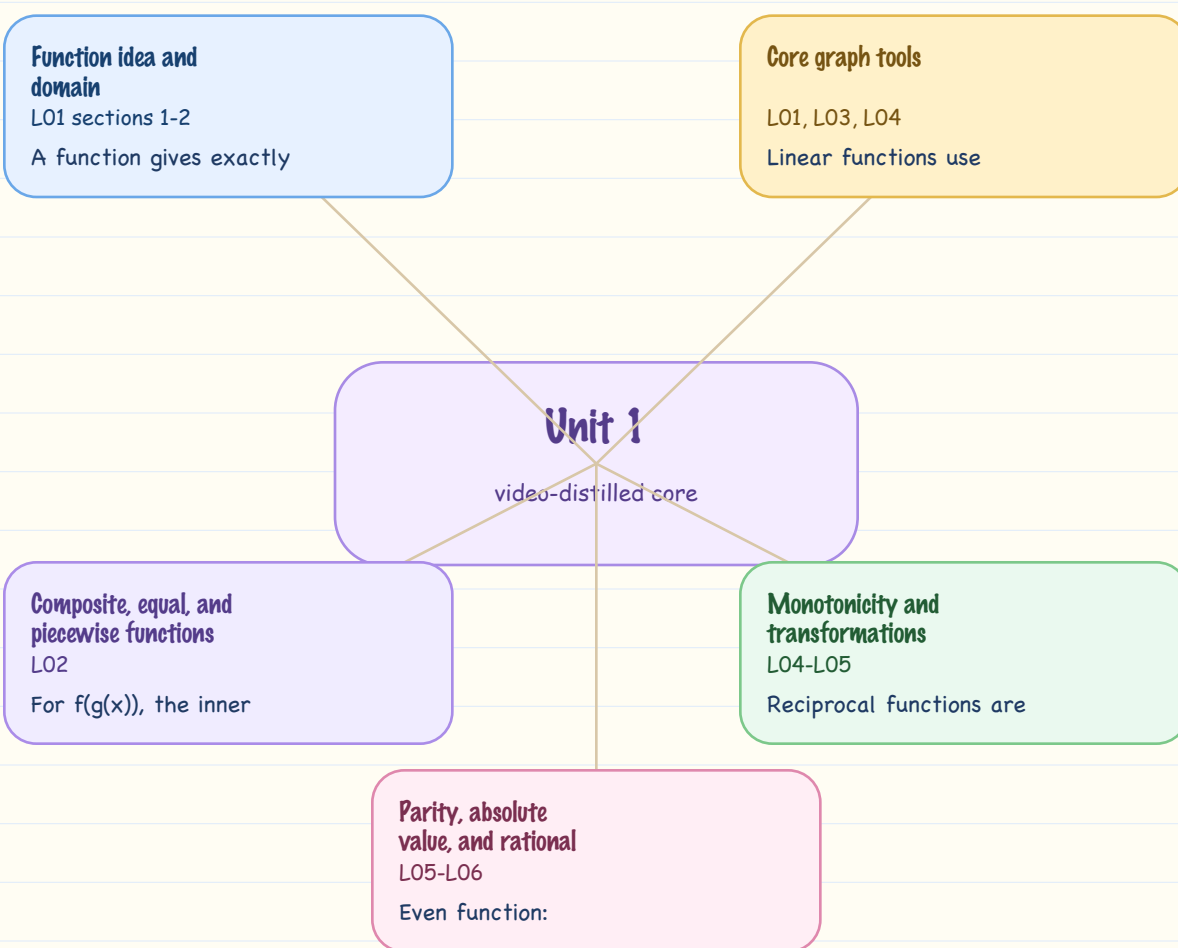 Function idea and
domain
L01 sections 1-2
A function gives exactly
Core graph tools
L01, L03, L04
Linear functions use
Unit 1
video-distilled core
Composite, equal, and
piecewise functions
L02
For f(g(x)), the inner
Monotonicity and
transformations
L04-L05
Reciprocal functions are
Parity, absolute
value, and rational
L05-L06
Even function: